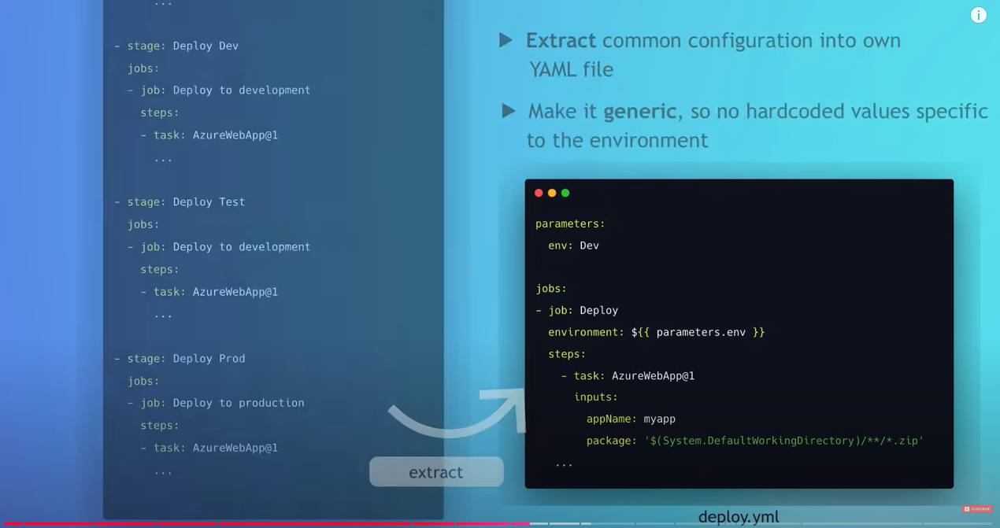 ...
- stage: Deploy Dev
jobs:
- job: Deploy to development
steps:
- task: AzureWebApp@1
...
- stage: Deploy Test
jobs:
- job: Deploy to development
steps:
- task: AzureWebApp@1
...
- stage: Deploy Prod
jobs:
- job: Deploy to production
steps:
- task: AzureWebApp@1
...
extract
Extract common configuration into own
YAML file
Make it generic, so no hardcoded values specific
to the environment
parameters:
env: Dev
jobs:
- job: Deploy
environment: ${{ parameters.env }}
steps:
- task: AzureWebApp@1
inputs:
appName: myapp
package: '$(System.DefaultWorkingDirectory)/**/*.zip'
...
deploy.yml
SUBSCRIBE